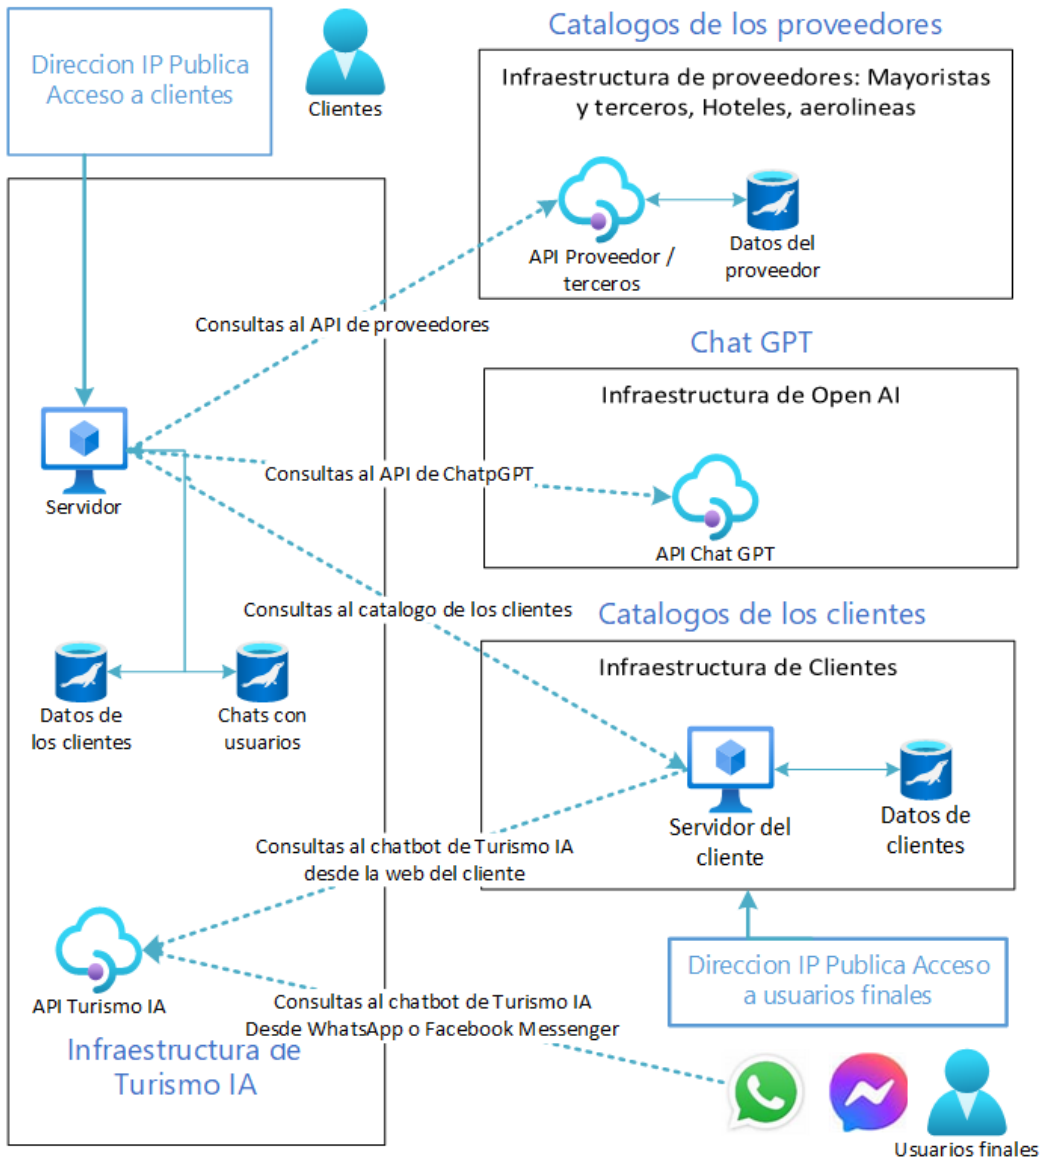 Direccion IP Publica
Acceso a clientes
Clientes
Catalogos de los proveedores
Infraestructura de proveedores: Mayoristas
y terceros, Hoteles, aerolineas
API Proveedor /
terceros
Datos del
proveedor
Consultas al API de proveedores
Chat GPT
Infraestructura de Open AI
Consultas al API de ChatpGPT
API Chat GPT
Servidor
Consultas al catalogo de los clientes
Catalogos de los clientes
Infraestructura de Clientes
Datos de
los clientes
Chats con
usuarios
Servidor del
cliente
Datos de
clientes
Consultas al chatbot de Turismo IA
desde la web del cliente
Direccion IP Publica Acceso
a usuarios finales
API Turismo IA
Consultas al chatbot de Turismo IA
Desde WhatsApp o Facebook Messenger
Infraestructura de
Turismo IA
Usuarios finales